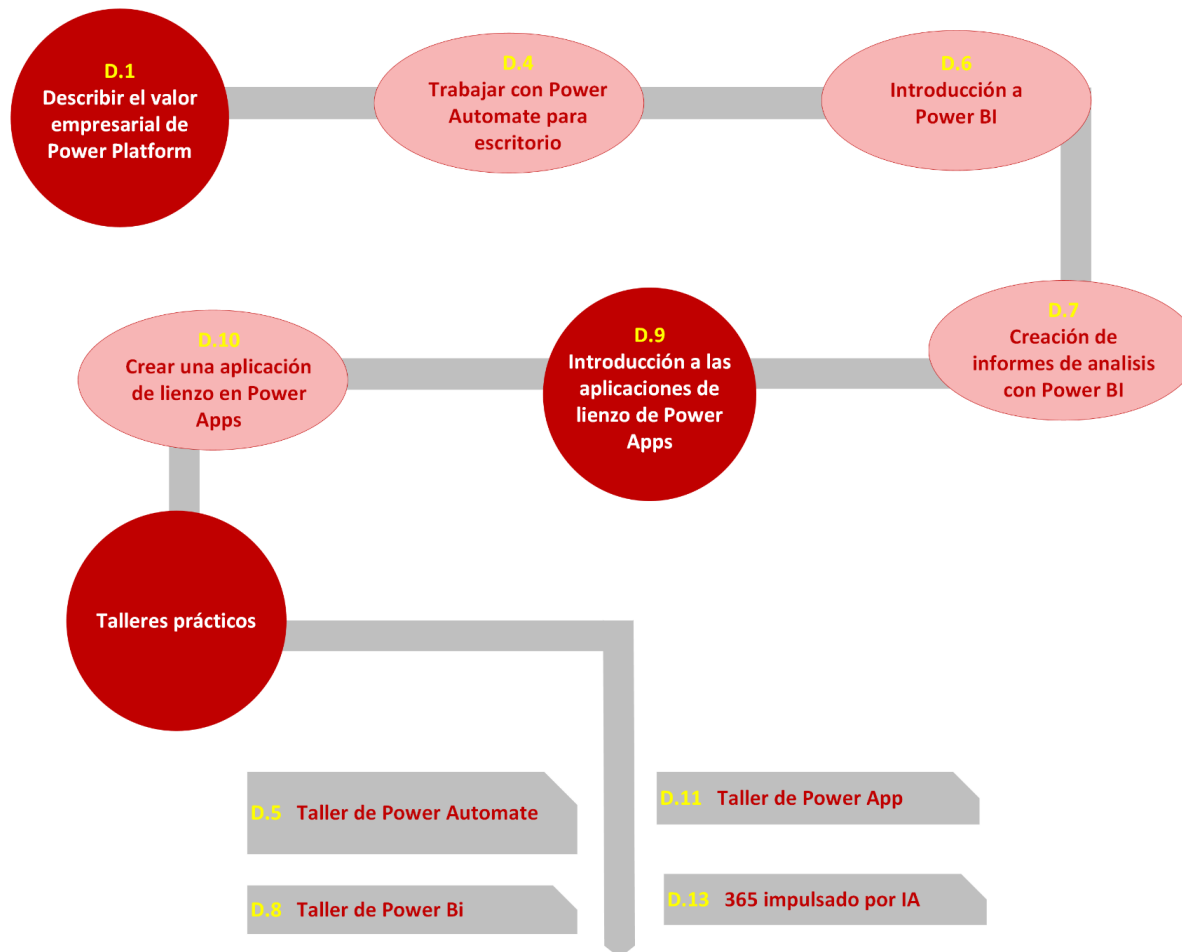 D.1
Describir el valor
empresarial de
Power Platform
D.4
Trabajar con Power
Automate para
escritorio
D.6
Introducción a
Power BI
D.7
Creación de
informes de analisis
con Power BI
D.9
Introducción a las
aplicaciones de
lienzo de Power
Apps
D.10
Crear una aplicación
de lienzo en Power
Apps
Talleres prácticos
D.5 Taller de Power Automate
D.11 Taller de Power App
D.8 Taller de Power Bi
D.13 365 impulsado por IA